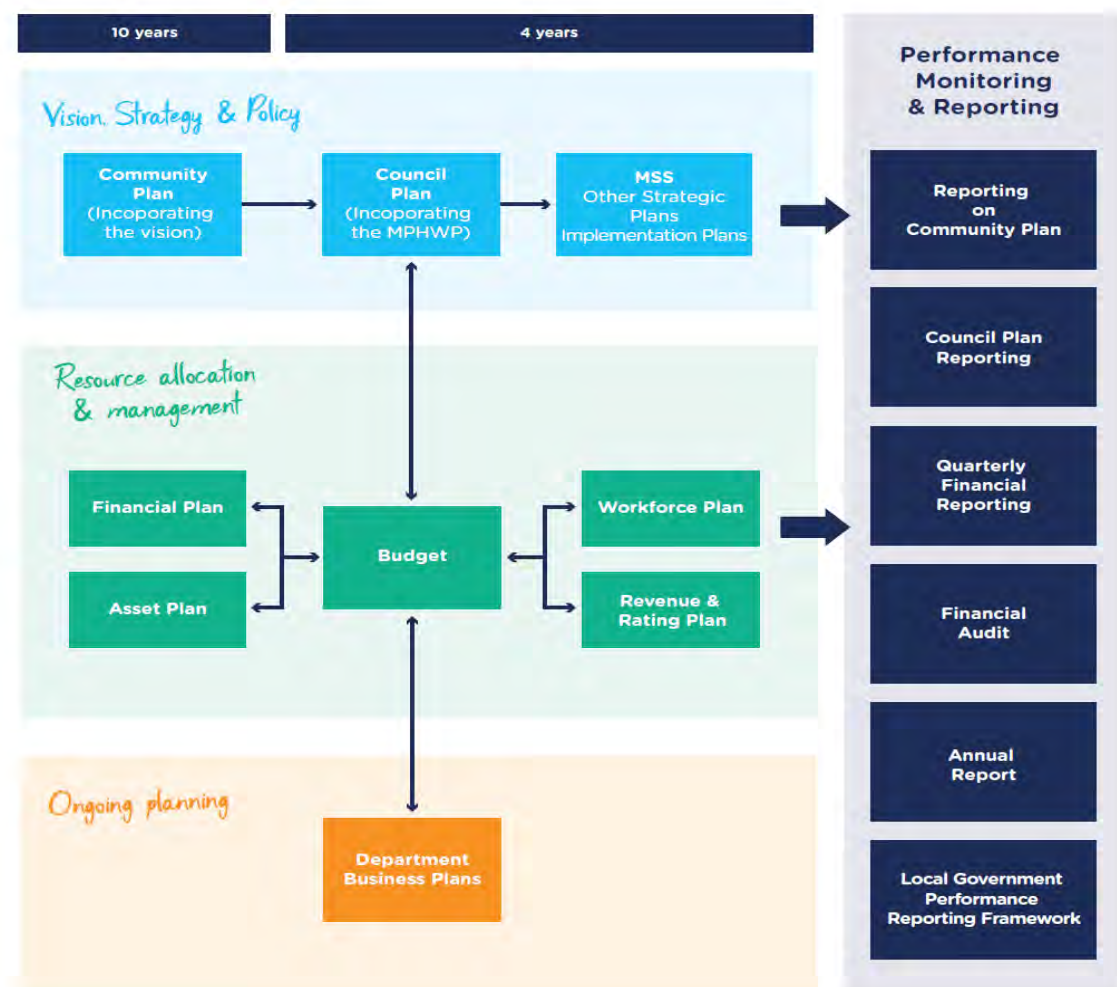 10 years
4 years
Vision, Strategy & Policy
Community
Plan
(Incoporating
the vision)
Council
Plan
(Incoporating
the MPHWP)
MSS
Other Strategic
Plans
Implementation Plans
Resource allocation
& management
Financial Plan
Asset Plan
Budget
Workforce Plan
Revenue &
Rating Plan
Ongoing planning
Department
Business Plans
Performance
Monitoring
& Reporting
Reporting
on
Community Plan
Council Plan
Reporting
Quarterly
Financial
Reporting
Financial
Audit
Annual
Report
Local Government
Performance
Reporting Framework